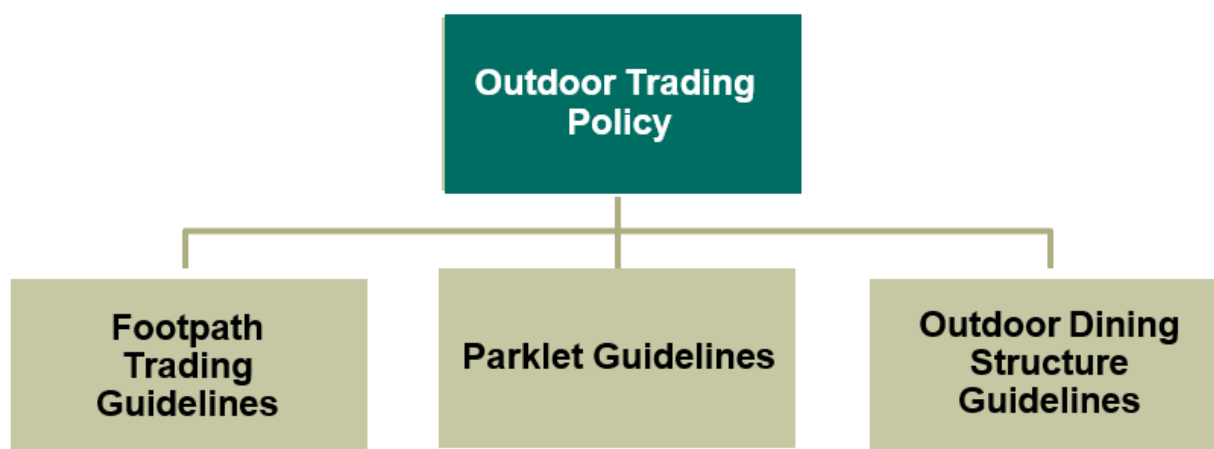 Outdoor Trading
Policy
Footpath
Trading
Guidelines
Parklet Guidelines
Outdoor Dining
Structure
Guidelines